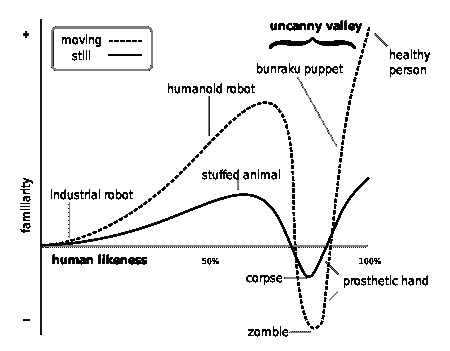 +
uncanny valley
moving
still
healthy
person
bunraku puppet
humanoid robot
stuffed animal
industrial robot
familiarity
human likeness
50%
100%
corpse
prosthetic hand
−
zombie